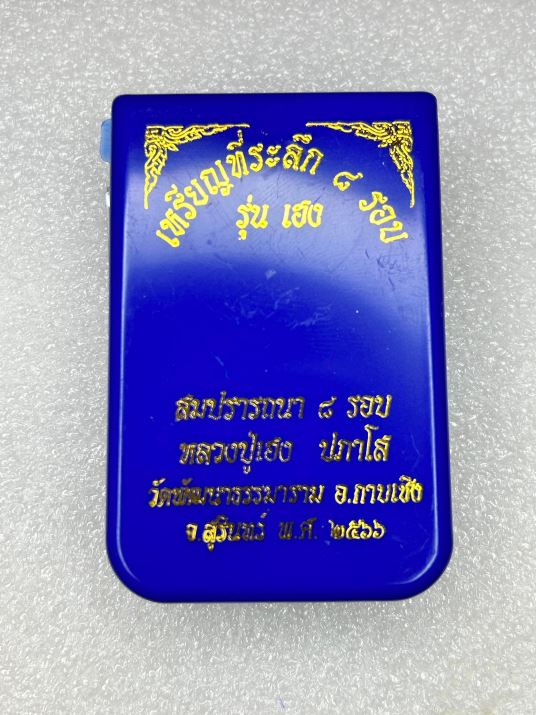 เหรียญที่ระลึก ๘ รอบ
รุ่น เฮง
สมปรารถนา ๘ รอบ
หลวงปู่เฮง ปภาโส
วัดพัฒนาธรรมาราม อ.กาบเชิง
จ.สุรินทร์ พ.ศ. ๒๕๖๖